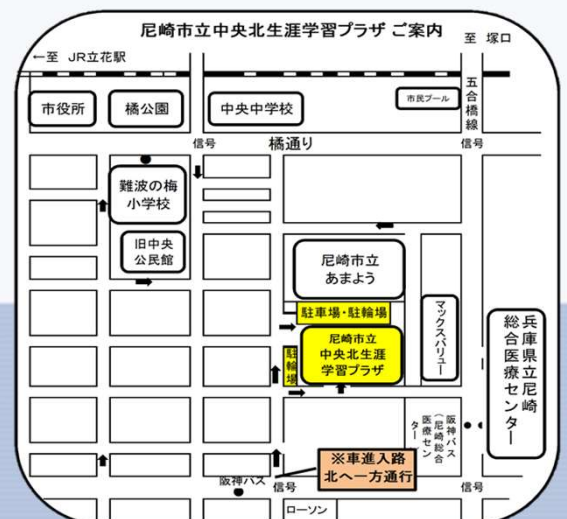 尼崎市立中央北生涯学習プラザ ご案内
至 塚口
←至 JR立花駅
市役所
橘公園
中央中学校
市民プール
五合橋線
信号
橘通り
信号
難波の梅
小学校
旧中央
公民館
尼崎市立
あまよう
駐車場・駐輪場
駐輪場
尼崎市立
中央北生涯
学習プラザ
マックスバリュー
兵庫県立尼崎
総合医療センター
阪神バス
(尼崎総合
医療セン
ター)
※車進入路
北へ一方通行
阪神バス
信号
信号
ローソン